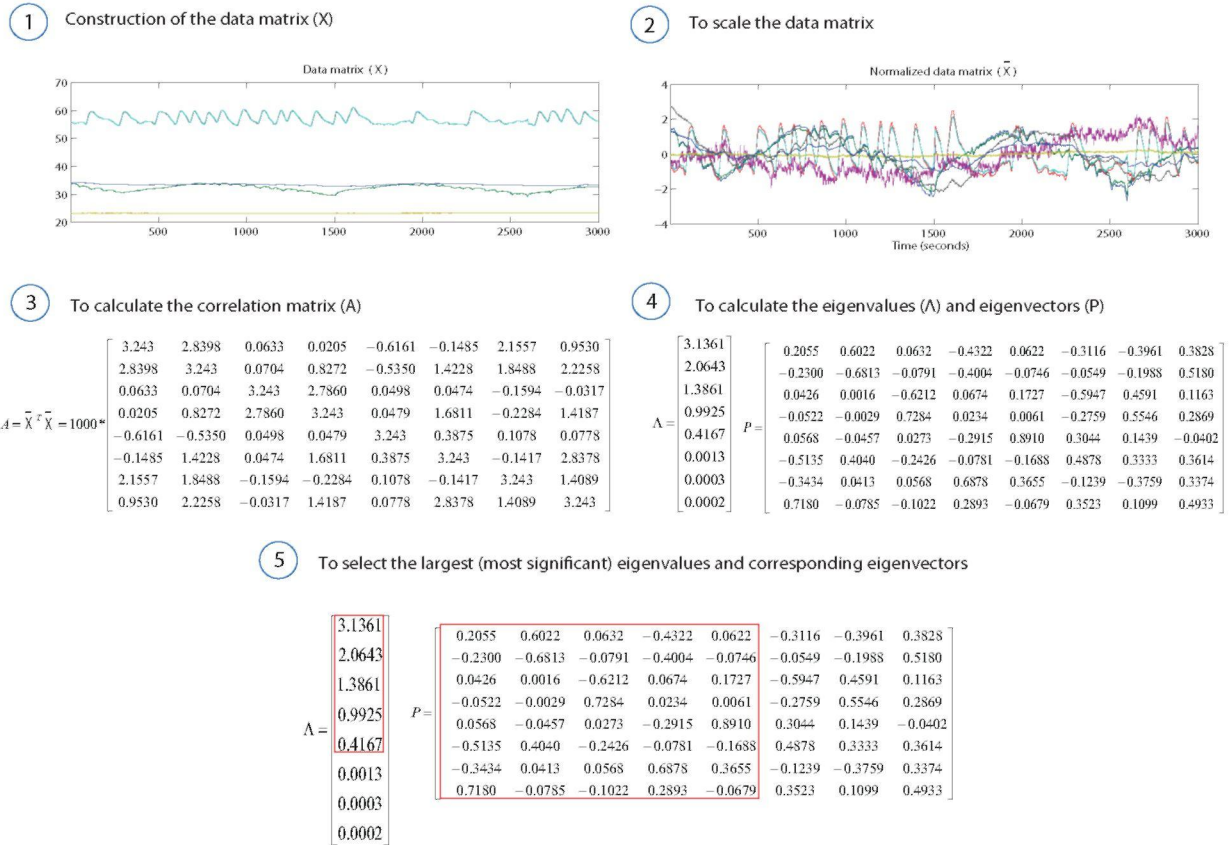 1 Construction of the data matrix (X)
Data matrix (X)
70
60
50
40
30
20
500 1000 1500 2000 2500 3000
2 To scale the data matrix
Normalized data matrix (X̄)
4
2
0
−2
−4
500 1000 1500 2000 2500 3000
Time (seconds)
3 To calculate the correlation matrix (A)
A = X̄ᵀ X̄ = 1000*
3.243 2.8398 0.0633 0.0205 −0.6161 −0.1485 2.1557 0.9530
2.8398 3.243 0.0704 0.8272 −0.5350 1.4228 1.8488 2.2258
0.0633 0.0704 3.243 2.7860 0.0498 0.0474 −0.1594 −0.0317
0.0205 0.8272 2.7860 3.243 0.0479 1.6811 −0.2284 1.4187
−0.6161 −0.5350 0.0498 0.0479 3.243 0.3875 0.1078 0.0778
−0.1485 1.4228 0.0474 1.6811 0.3875 3.243 −0.1417 2.8378
2.1557 1.8488 −0.1594 −0.2284 0.1078 −0.1417 3.243 1.4089
0.9530 2.2258 −0.0317 1.4187 0.0778 2.8378 1.4089 3.243
4 To calculate the eigenvalues (Λ) and eigenvectors (P)
Λ =
3.1361
2.0643
1.3861
0.9925
0.4167
0.0013
0.0003
0.0002
P =
0.2055 0.6022 0.0632 −0.4322 0.0622 −0.3116 −0.3961 0.3828
−0.2300 −0.6813 −0.0791 −0.4004 −0.0746 −0.0549 −0.1988 0.5180
0.0426 0.0016 −0.6212 0.0674 0.1727 −0.5947 0.4591 0.1163
−0.0522 −0.0029 0.7284 0.0234 0.0061 −0.2759 0.5546 0.2869
0.0568 −0.0457 0.0273 −0.2915 0.8910 0.3044 0.1439 −0.0402
−0.5135 0.4040 −0.2426 −0.0781 −0.1688 0.4878 0.3333 0.3614
−0.3434 0.0413 0.0568 0.6878 0.3655 −0.1239 −0.3759 0.3374
0.7180 −0.0785 −0.1022 0.2893 −0.0679 0.3523 0.1099 0.4933
5 To select the largest (most significant) eigenvalues and corresponding eigenvectors
Λ =
3.1361
2.0643
1.3861
0.9925
0.4167
0.0013
0.0003
0.0002
P =
0.2055 0.6022 0.0632 −0.4322 0.0622 −0.3116 −0.3961 0.3828
−0.2300 −0.6813 −0.0791 −0.4004 −0.0746 −0.0549 −0.1988 0.5180
0.0426 0.0016 −0.6212 0.0674 0.1727 −0.5947 0.4591 0.1163
−0.0522 −0.0029 0.7284 0.0234 0.0061 −0.2759 0.5546 0.2869
0.0568 −0.0457 0.0273 −0.2915 0.8910 0.3044 0.1439 −0.0402
−0.5135 0.4040 −0.2426 −0.0781 −0.1688 0.4878 0.3333 0.3614
−0.3434 0.0413 0.0568 0.6878 0.3655 −0.1239 −0.3759 0.3374
0.7180 −0.0785 −0.1022 0.2893 −0.0679 0.3523 0.1099 0.4933